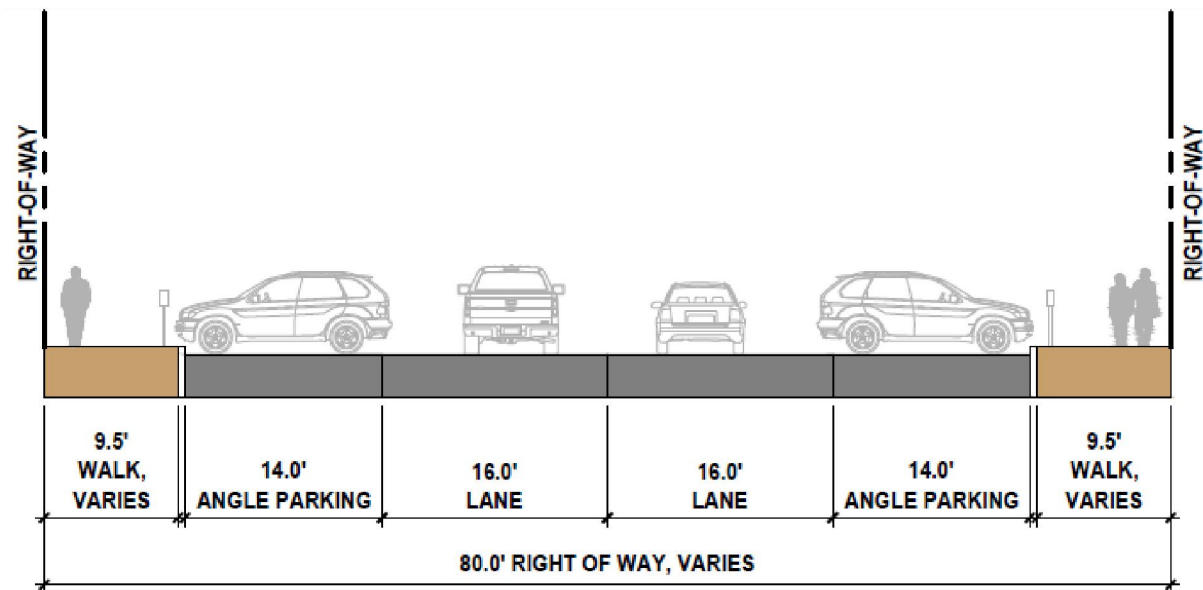 RIGHT-OF-WAY
RIGHT-OF-WAY
9.5'
WALK,
VARIES
14.0'
ANGLE PARKING
16.0'
LANE
16.0'
LANE
14.0'
ANGLE PARKING
9.5'
WALK,
VARIES
80.0' RIGHT OF WAY, VARIES